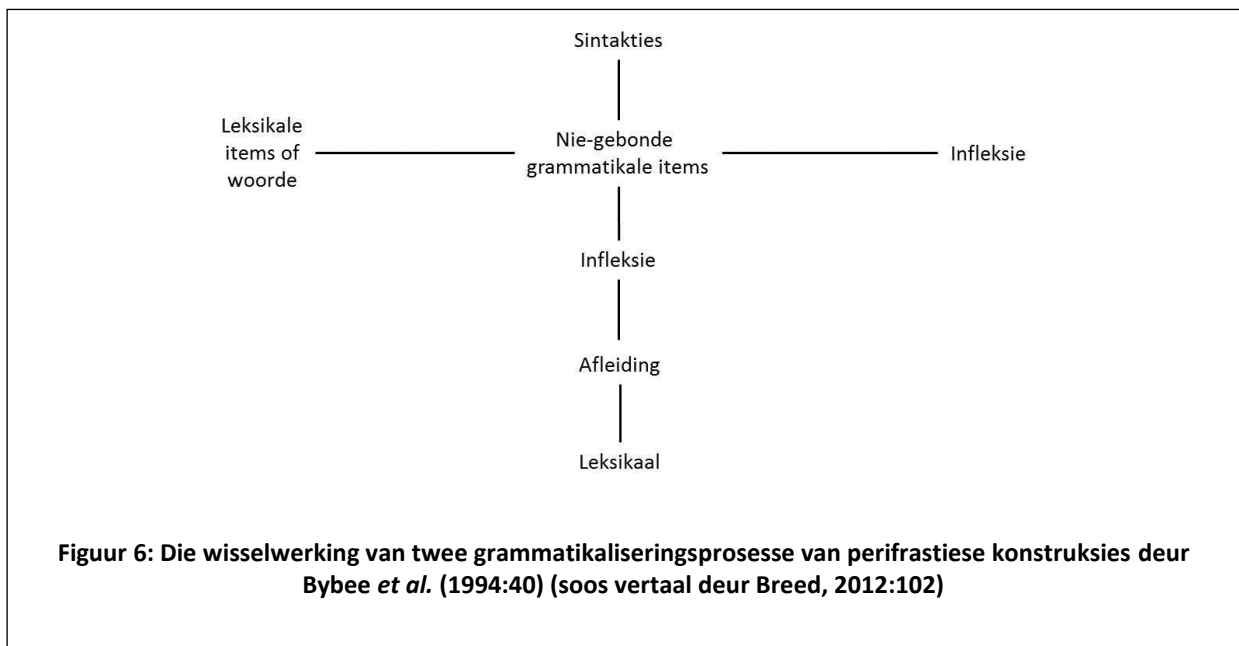 Sintakties
Leksikale
items of
woorde
Nie-gebonde
grammatikale items
Infleksie
Infleksie
Afleiding
Leksikaal
Figuur 6: Die wisselwerking van twee grammatikaliseringsprosesse van perifrastiese konstruksies deur
Bybee et al. (1994:40) (soos vertaal deur Breed, 2012:102)